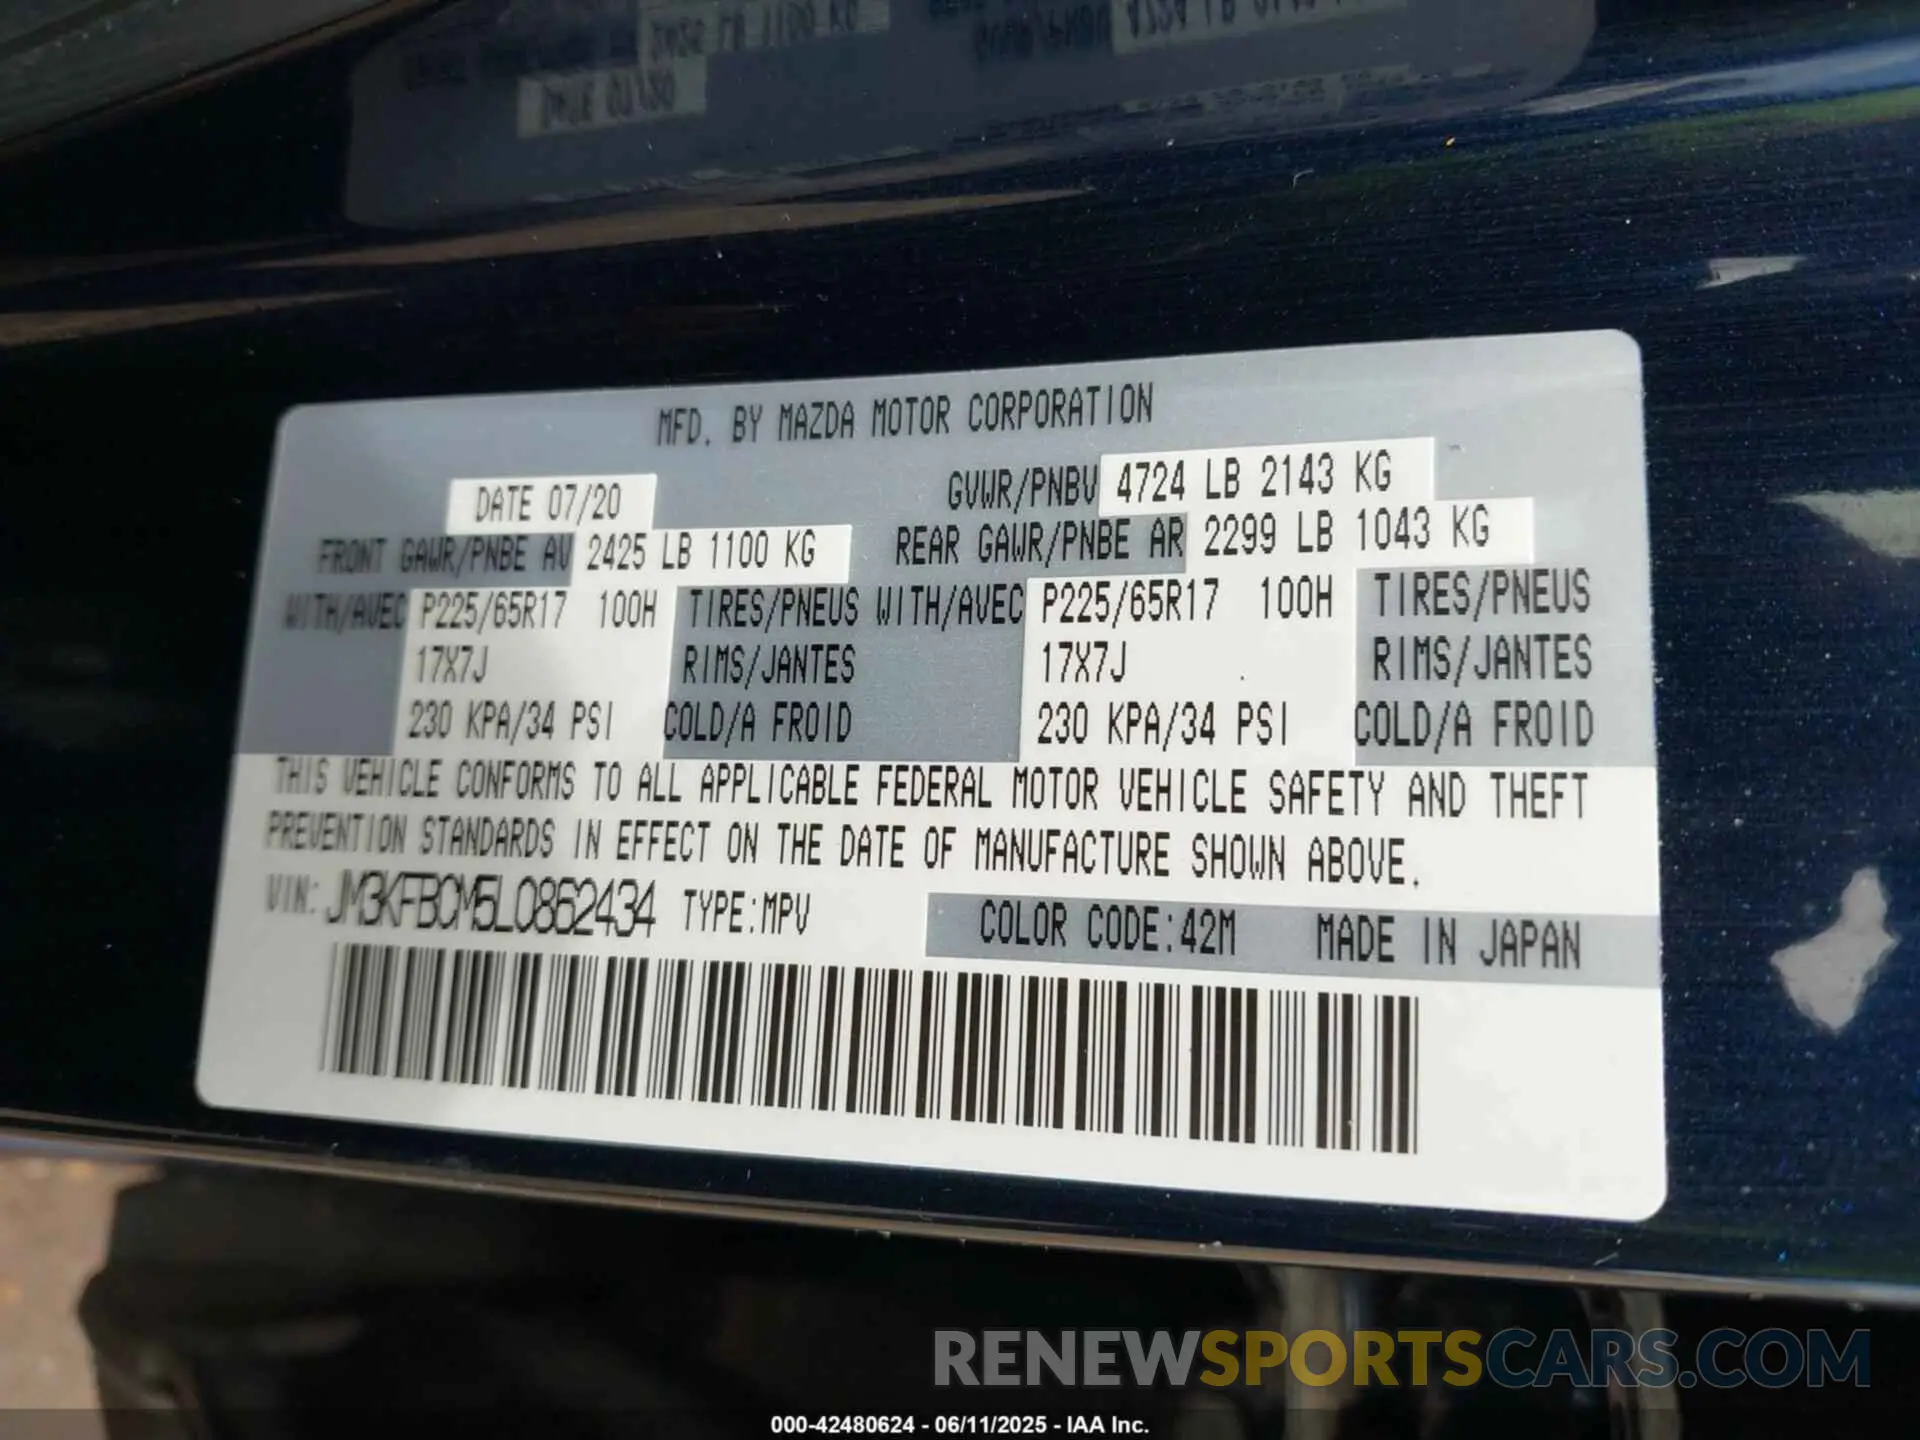 MFD. BY MAZDA MOTOR CORPORATION
DATE 07/20 GVWR/PNBV 4724 LB 2143 KG
FRONT GAWR/PNBE AV 2425 LB 1100 KG REAR GAWR/PNBE AR 2299 LB 1043 KG
WITH/AVEC P225/65R17 100H TIRES/PNEUS WITH/AVEC P225/65R17 100H TIRES/PNEUS
17X7J RIMS/JANTES 17X7J RIMS/JANTES
230 KPA/34 PSI COLD/A FROID 230 KPA/34 PSI COLD/A FROID
THIS VEHICLE CONFORMS TO ALL APPLICABLE FEDERAL MOTOR VEHICLE SAFETY AND THEFT
PREVENTION STANDARDS IN EFFECT ON THE DATE OF MANUFACTURE SHOWN ABOVE.
VIN: JM3KFBCM5L0862434 TYPE:MPV COLOR CODE:42M MADE IN JAPAN
RENEWSPORTSCARS.COM
000-42480624 - 06/11/2025 - IAA Inc.